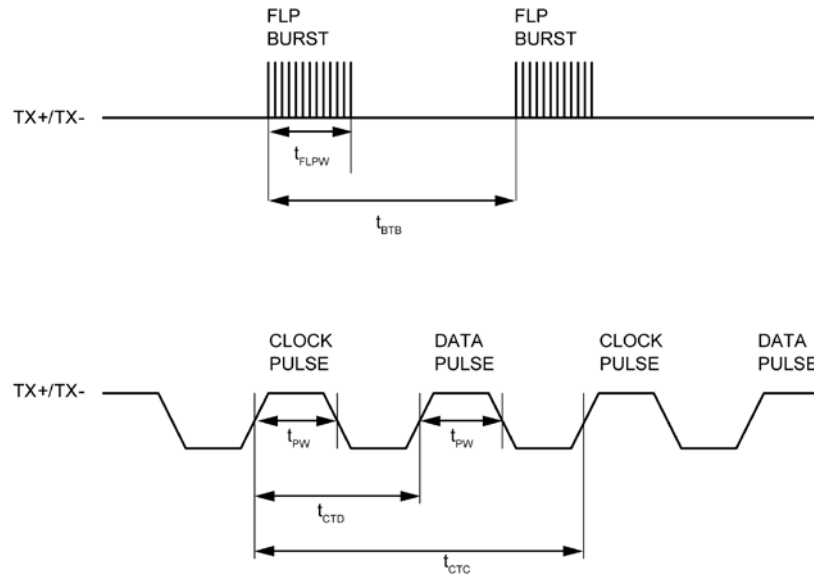 FLP
BURST
FLP
BURST
TX+/TX-
tFLPW
tBTB
CLOCK
PULSE
DATA
PULSE
CLOCK
PULSE
DATA
PULSE
TX+/TX-
tPW
tPW
tCTD
tCTC